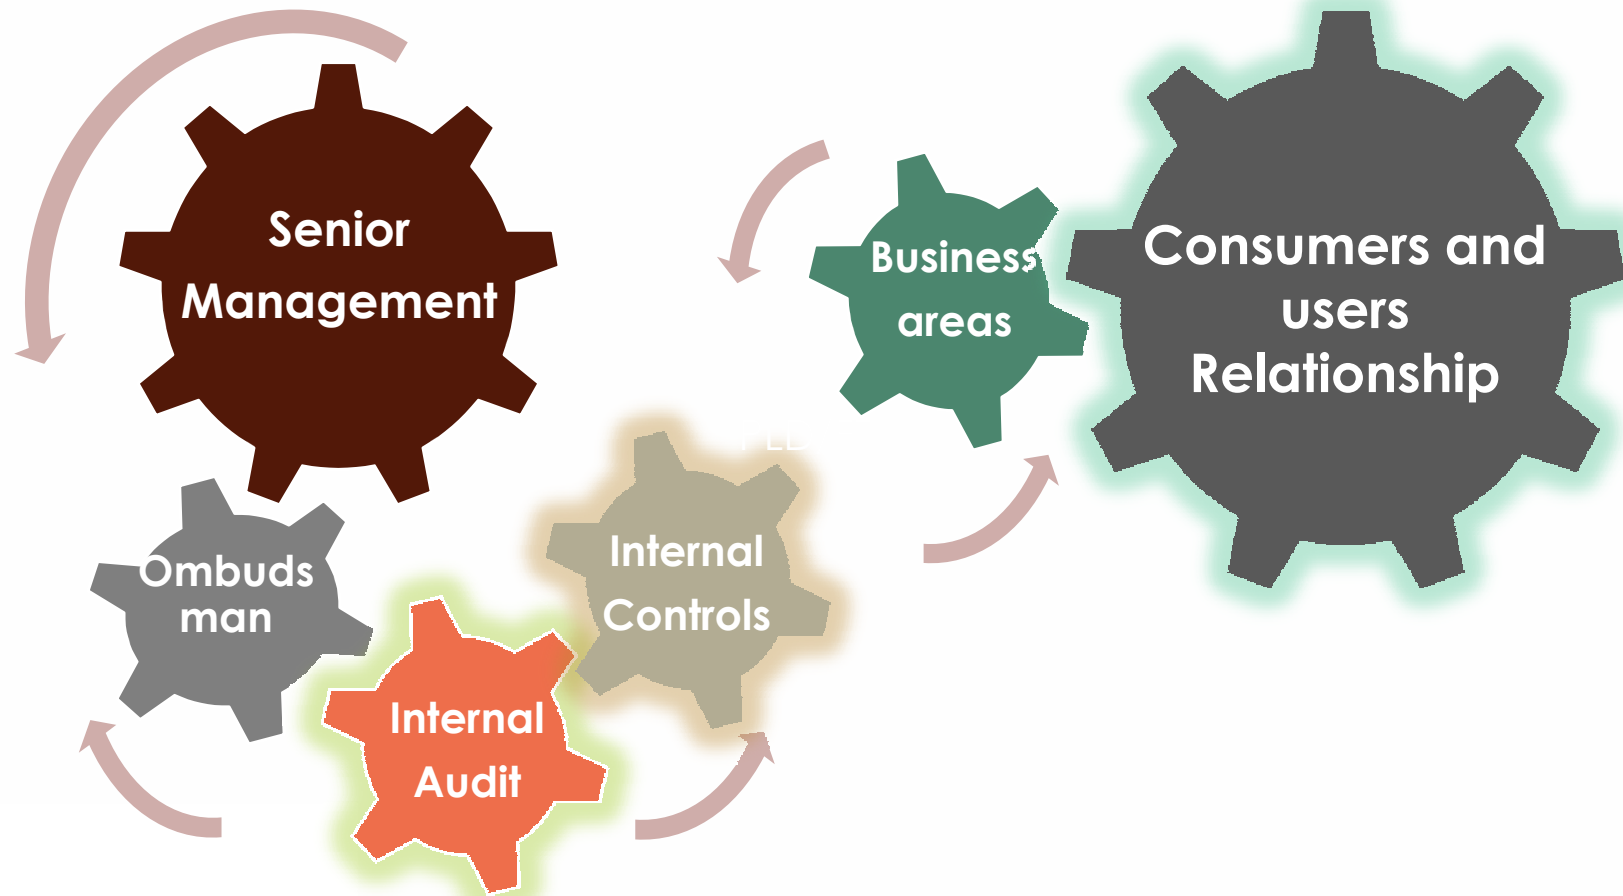 Senior
Management
Business
areas
Consumers and
users
Relationship
Ombuds
man
Internal
Controls
Internal
Audit